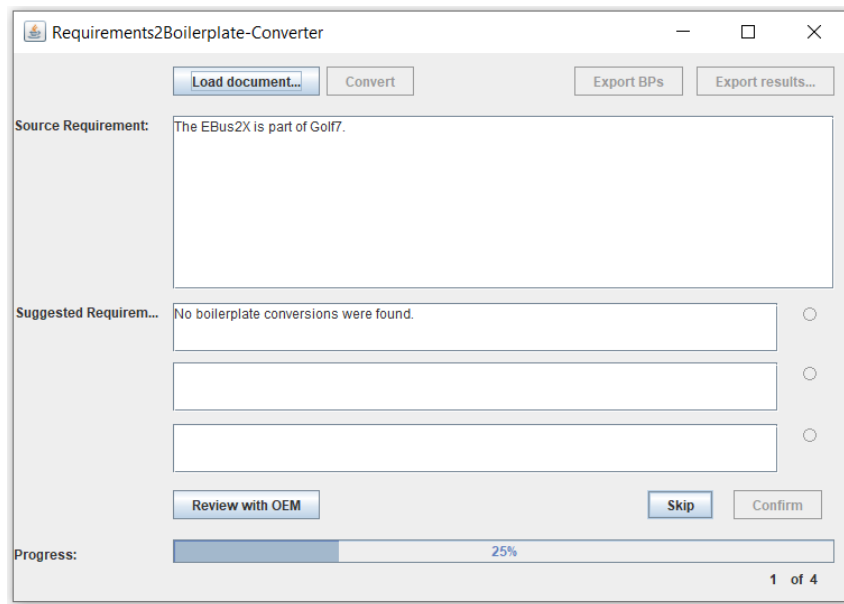 Requirements2Boilerplate-Converter
Load document... Convert Export BPs Export results...
Source Requirement: The EBus2X is part of Golf7.
Suggested Requirem... No boilerplate conversions were found.
Review with OEM Skip Confirm
Progress: 25%
1 of 4